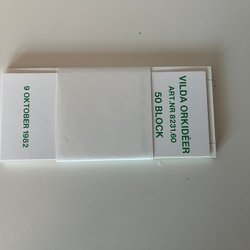 VILDA ORKIDÉER
ART.NR 8231.60
50 BLOCK
9 OKTOBER 1982